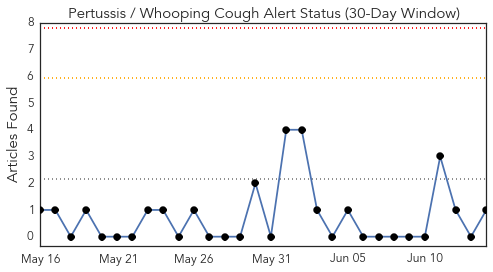 Pertussis / Whooping Cough Alert Status (30-Day Window)
Articles Found
8
7
6
5
4
3
2
1
0
May 16
May 21
May 26
May 31
Jun 05
Jun 10